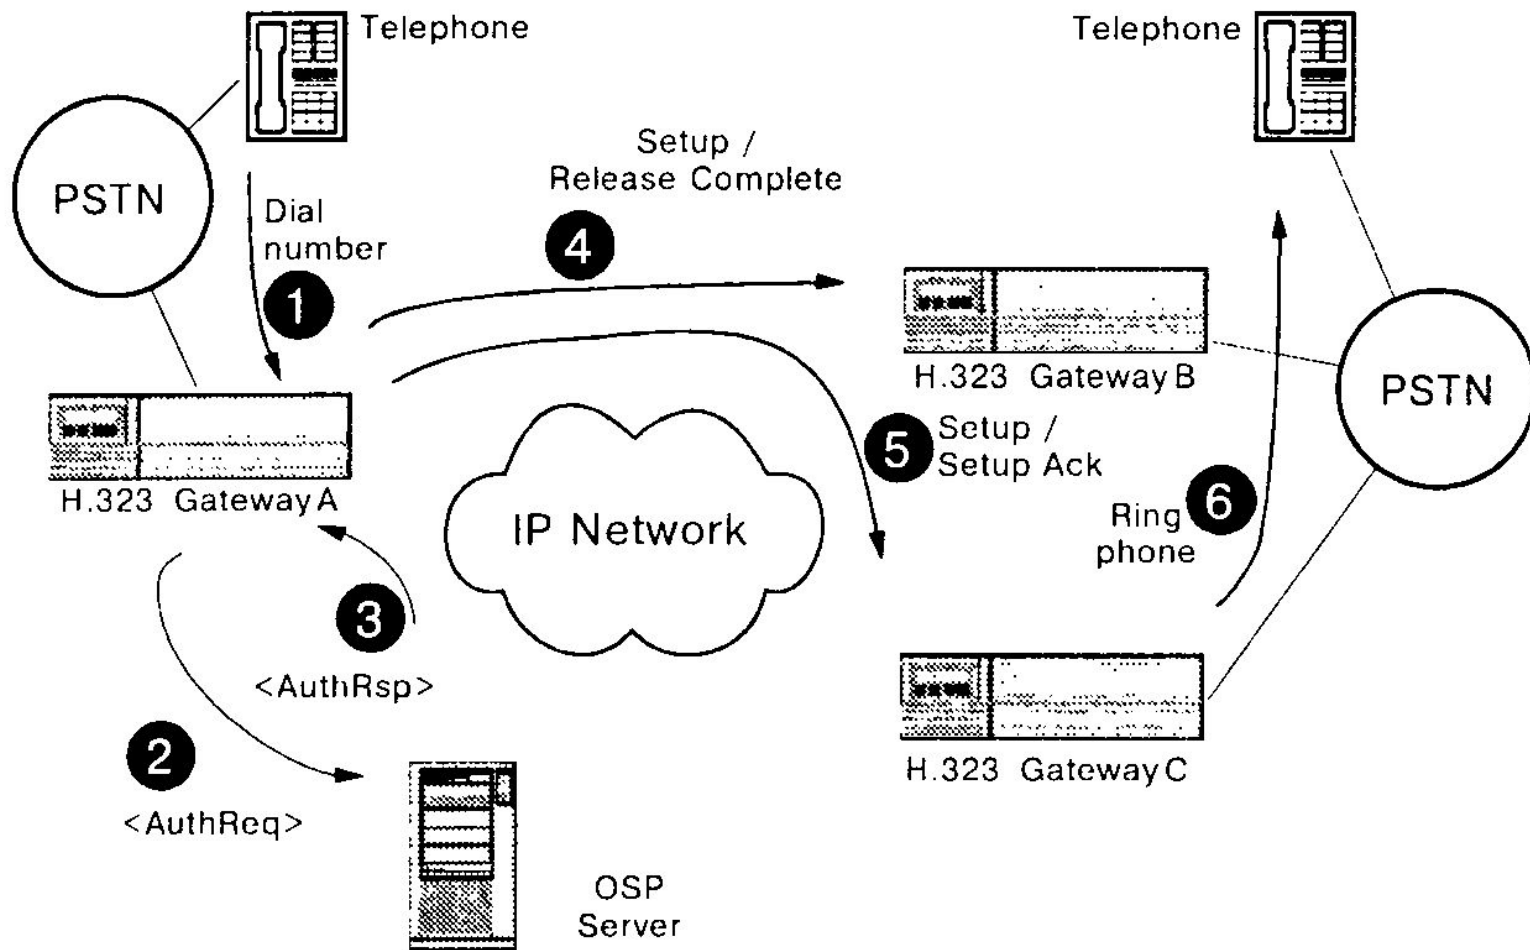 Telephone
Telephone
Setup /
Release Complete
PSTN
Dial
number
4
1
H.323 Gateway B
PSTN
5
Setup /
Setup Ack
H.323 Gateway A
6
IP Network
Ring
phone
3
<AuthRsp>
2
H.323 Gateway C
<AuthReq>
OSP
Server